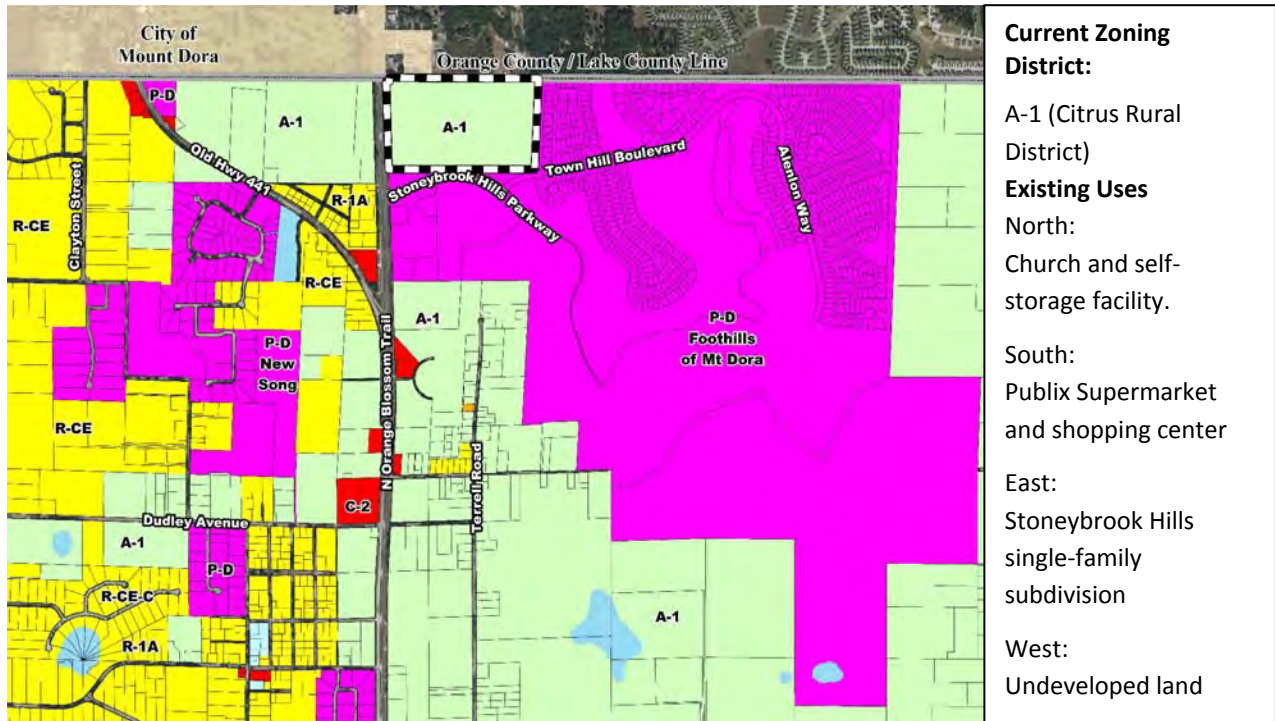 City of
Mount Dora
Orange County / Lake County Line
P-D
A-1
A-1
Old Hwy 441
Town Hill Boulevard
Alenlon Way
Stoneybrook Hills Parkway
R-1A
R-CE
Clayton Street
R-CE
A-1
P-D
Foothills
of Mt Dora
P-D
New
Song
N Orange Blossom Trail
R-CE
Terrell Road
C-2
Dudley Avenue
A-1
P-D
R-CE-C
A-1
R-1A
Current Zoning
District:
A-1 (Citrus Rural
District)
Existing Uses
North:
Church and self-
storage facility.
South:
Publix Supermarket
and shopping center
East:
Stoneybrook Hills
single-family
subdivision
West:
Undeveloped land